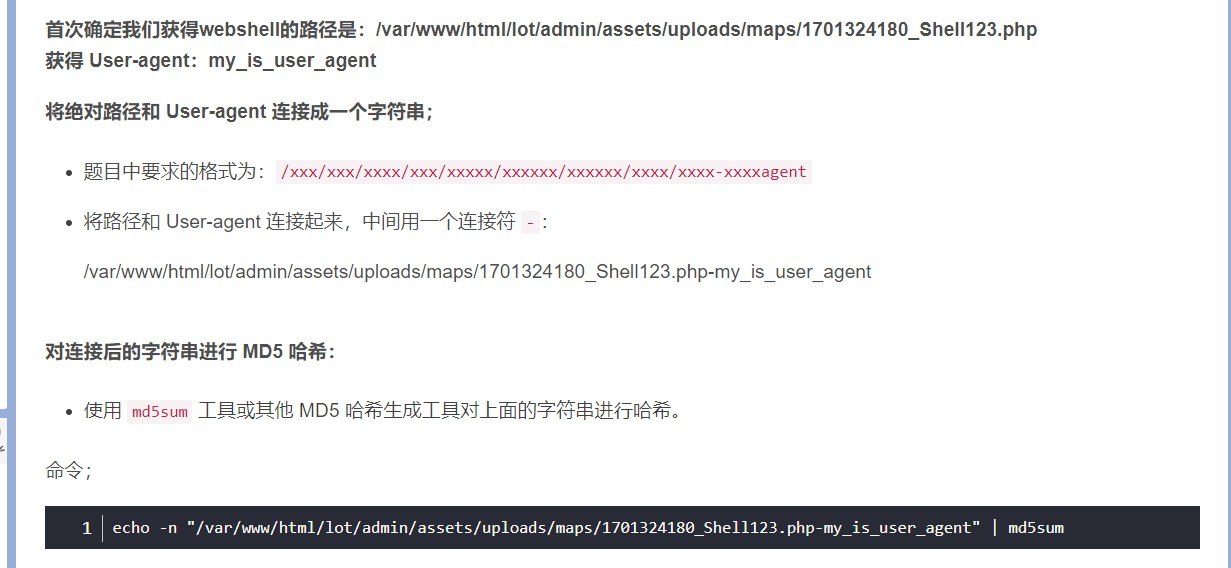 首次确定我们获得webshell的路径是：/var/www/html/lot/admin/assets/uploads/maps/1701324180_Shell123.php
获得 User-agent：my_is_user_agent
将绝对路径和 User-agent 连接成一个字符串；
• 题目中要求的格式为： /xxx/xxx/xxxx/xxx/xxxxx/xxxxxx/xxxxxx/xxxx/xxxx-xxxxagent
• 将路径和 User-agent 连接起来，中间用一个连接符 - ：
/var/www/html/lot/admin/assets/uploads/maps/1701324180_Shell123.php-my_is_user_agent
对连接后的字符串进行 MD5 哈希：
• 使用 md5sum 工具或其他 MD5 哈希生成工具对上面的字符串进行哈希。
命令；
1 echo -n "/var/www/html/lot/admin/assets/uploads/maps/1701324180_Shell123.php-my_is_user_agent" | md5sum